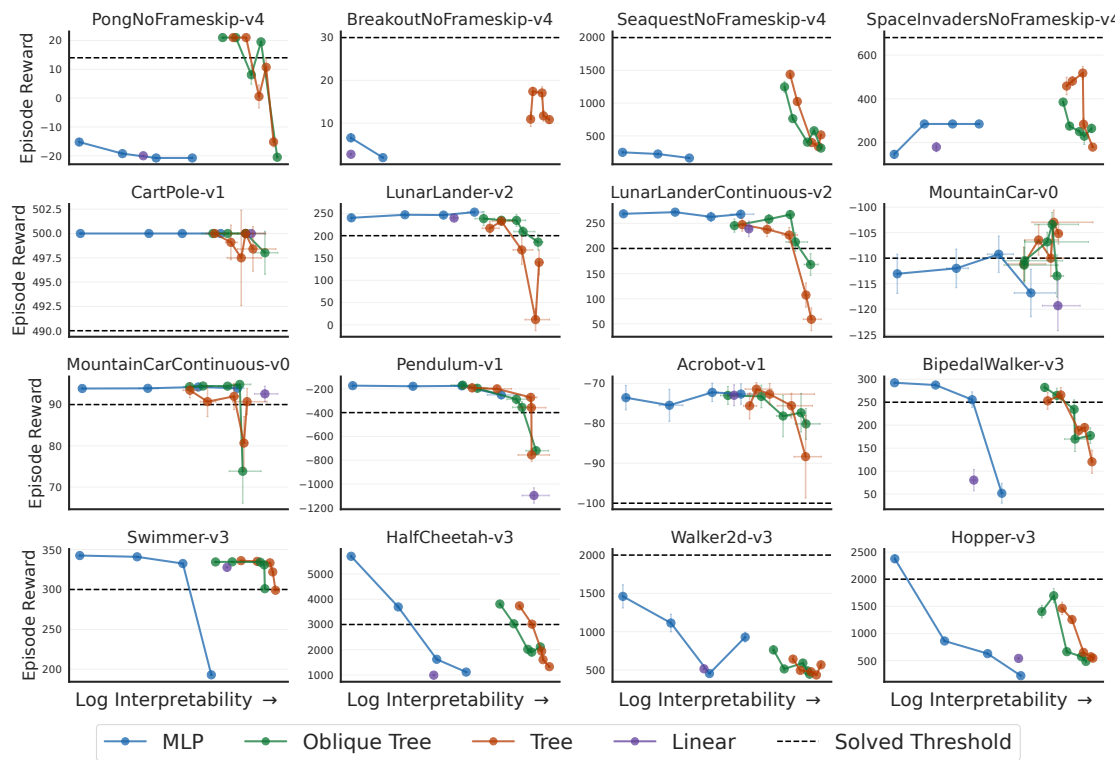 PongNoFrameskip-v4
BreakoutNoFrameskip-v4
SeaquestNoFrameskip-v4
SpaceInvadersNoFrameskip-v4
Episode Reward
20
10
0
−10
−20
30
20
10
2000
1500
1000
500
600
400
200
CartPole-v1
LunarLander-v2
LunarLanderContinuous-v2
MountainCar-v0
Episode Reward
502.5
500.0
497.5
495.0
492.5
490.0
250
200
150
100
50
0
250
200
150
100
50
−100
−105
−110
−115
−120
−125
MountainCarContinuous-v0
Pendulum-v1
Acrobot-v1
BipedalWalker-v3
Episode Reward
90
80
70
−200
−400
−600
−800
−1000
−1200
−70
−80
−90
−100
300
250
200
150
100
50
Swimmer-v3
HalfCheetah-v3
Walker2d-v3
Hopper-v3
Episode Reward
350
300
250
200
5000
4000
3000
2000
1000
2000
1500
1000
500
2500
2000
1500
1000
500
Log Interpretability →
Log Interpretability →
Log Interpretability →
Log Interpretability →
MLP
Oblique Tree
Tree
Linear
Solved Threshold